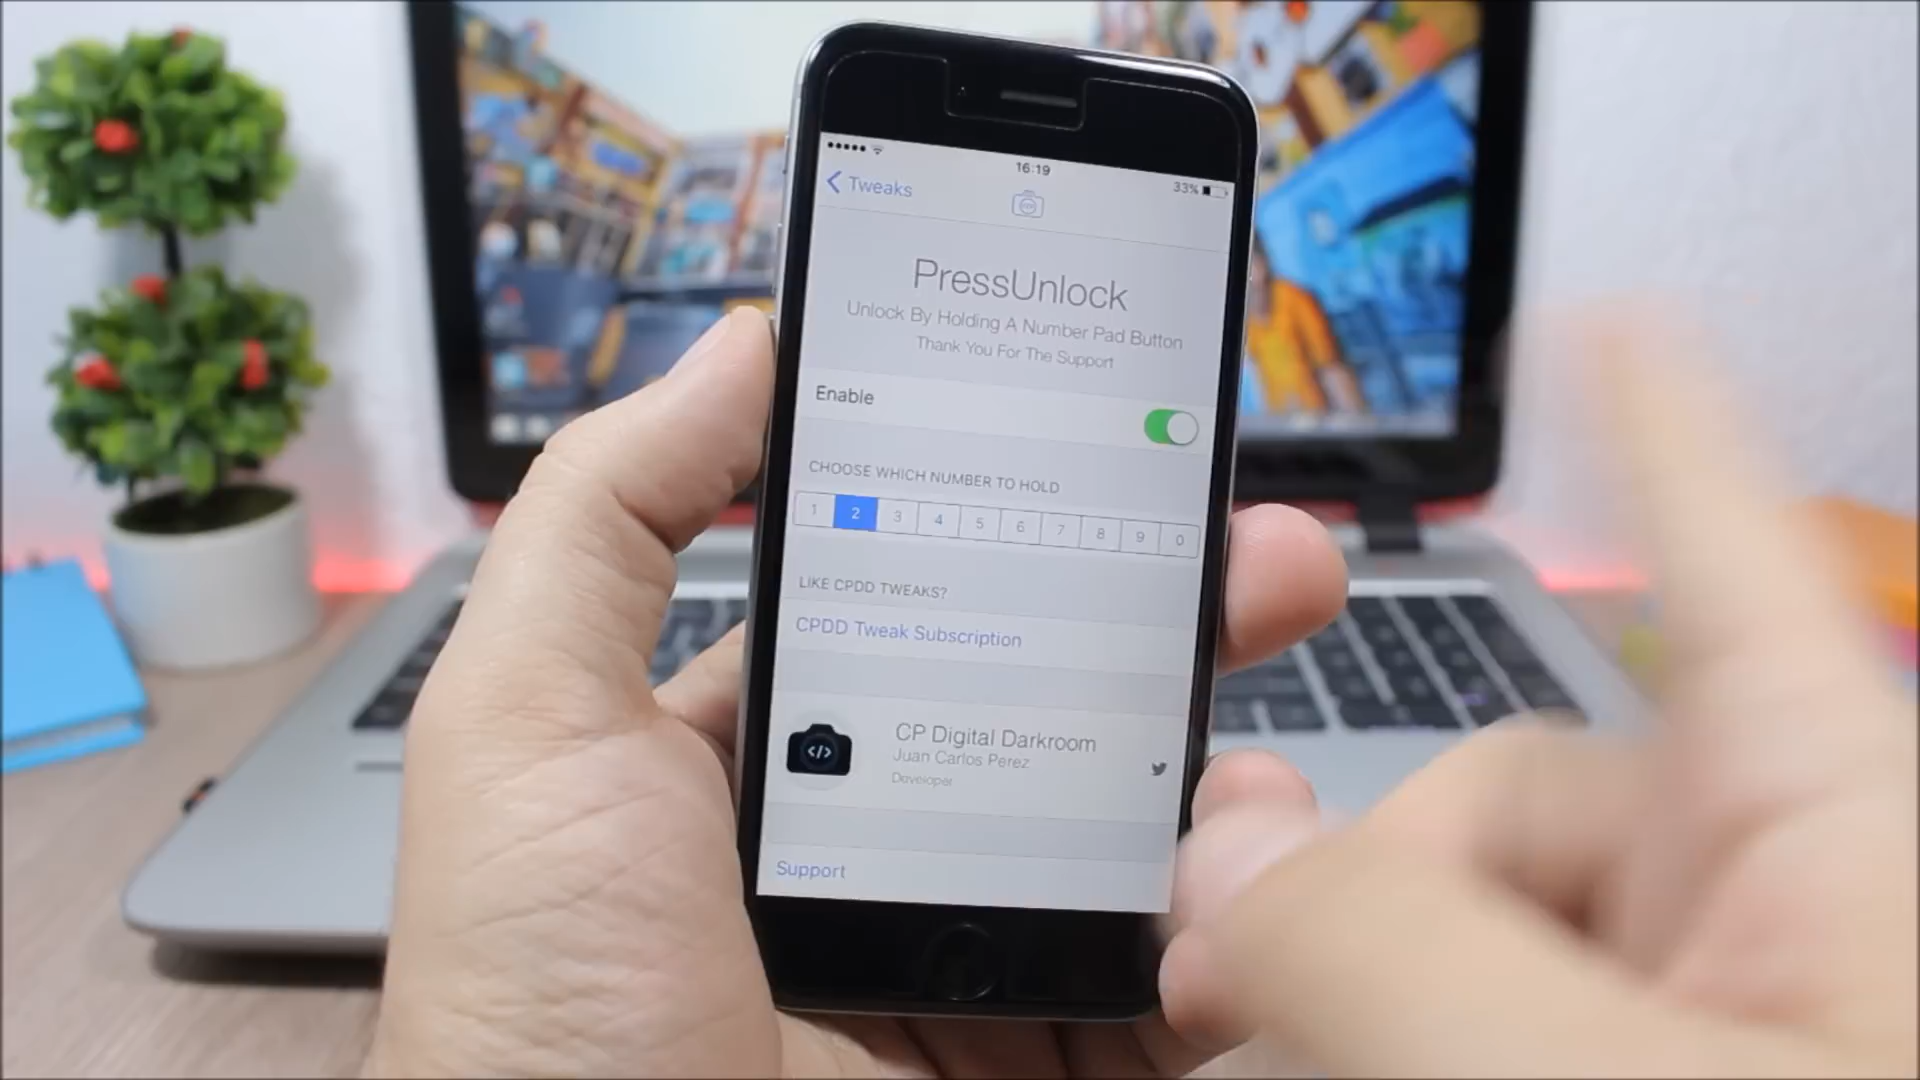 16:19
33%
Tweaks
PressUnlock
Unlock By Holding A Number Pad Button
Thank You For The Support
Enable
CHOOSE WHICH NUMBER TO HOLD
1 2 3 4 5 6 7 8 9 0
LIKE CPDD TWEAKS?
CPDD Tweak Subscription
</>
CP Digital Darkroom
Juan Carlos Perez
Developer
Support